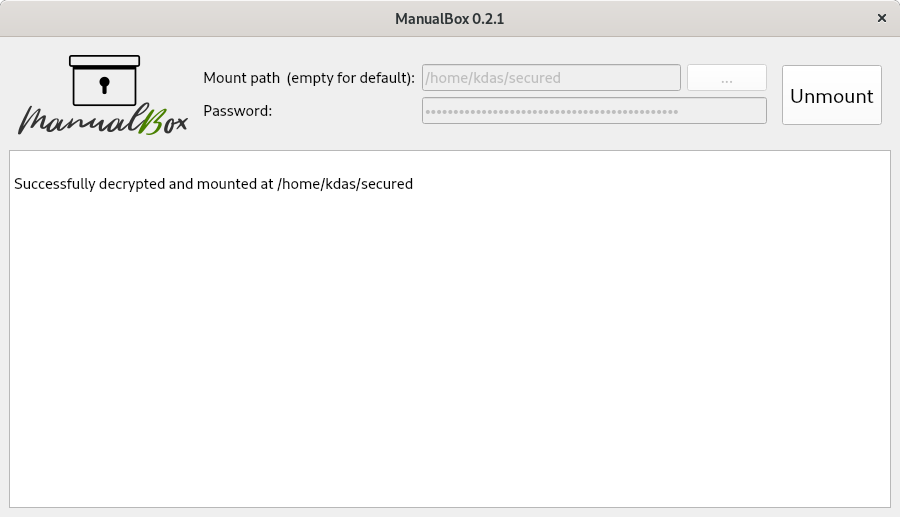 ManualBox 0.2.1
ManualBox
Mount path (empty for default): /home/kdas/secured ...
Password: •••••••••••••••••••••••••••••••••••••••••••••
Unmount
Successfully decrypted and mounted at /home/kdas/secured